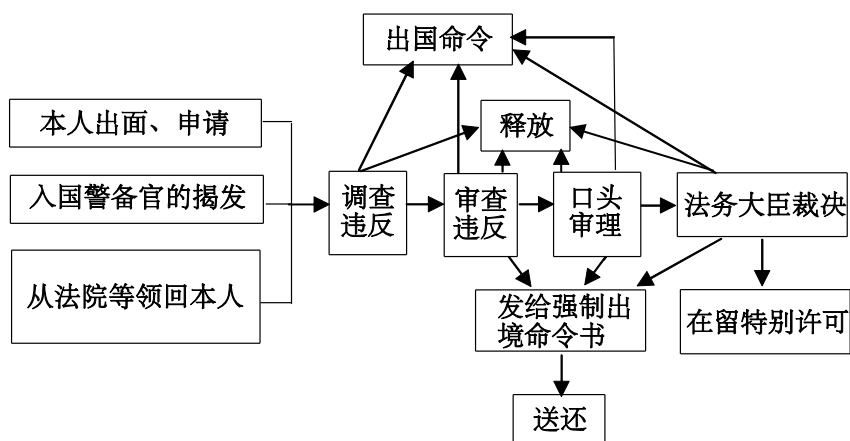 出国命令
本人出面、申请
释放
入国警备官的揭发
调查
违反
审查
违反
口头
审理
法务大臣裁决
从法院等领回本人
发给强制出
境命令书
在留特别许可
送还